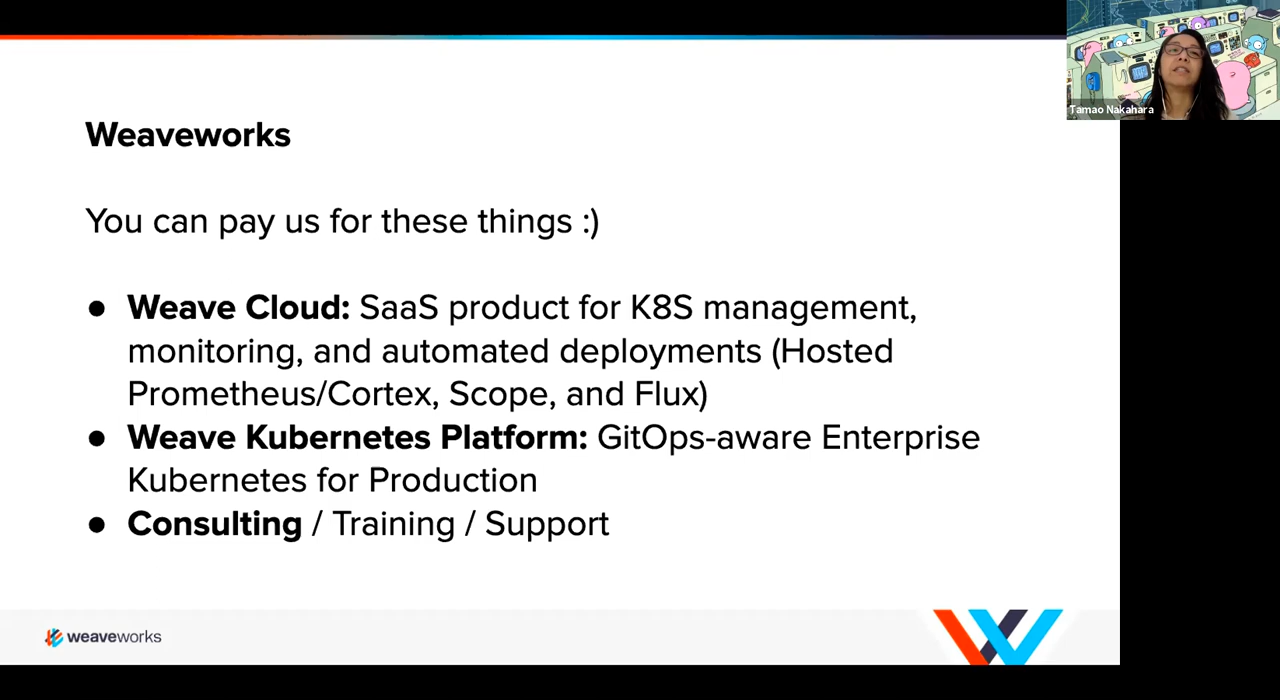 Weaveworks
You can pay us for these things :)
● Weave Cloud: SaaS product for K8S management,
monitoring, and automated deployments (Hosted
Prometheus/Cortex, Scope, and Flux)
● Weave Kubernetes Platform: GitOps-aware Enterprise
Kubernetes for Production
● Consulting / Training / Support
weaveworks
Tamao Nakahara